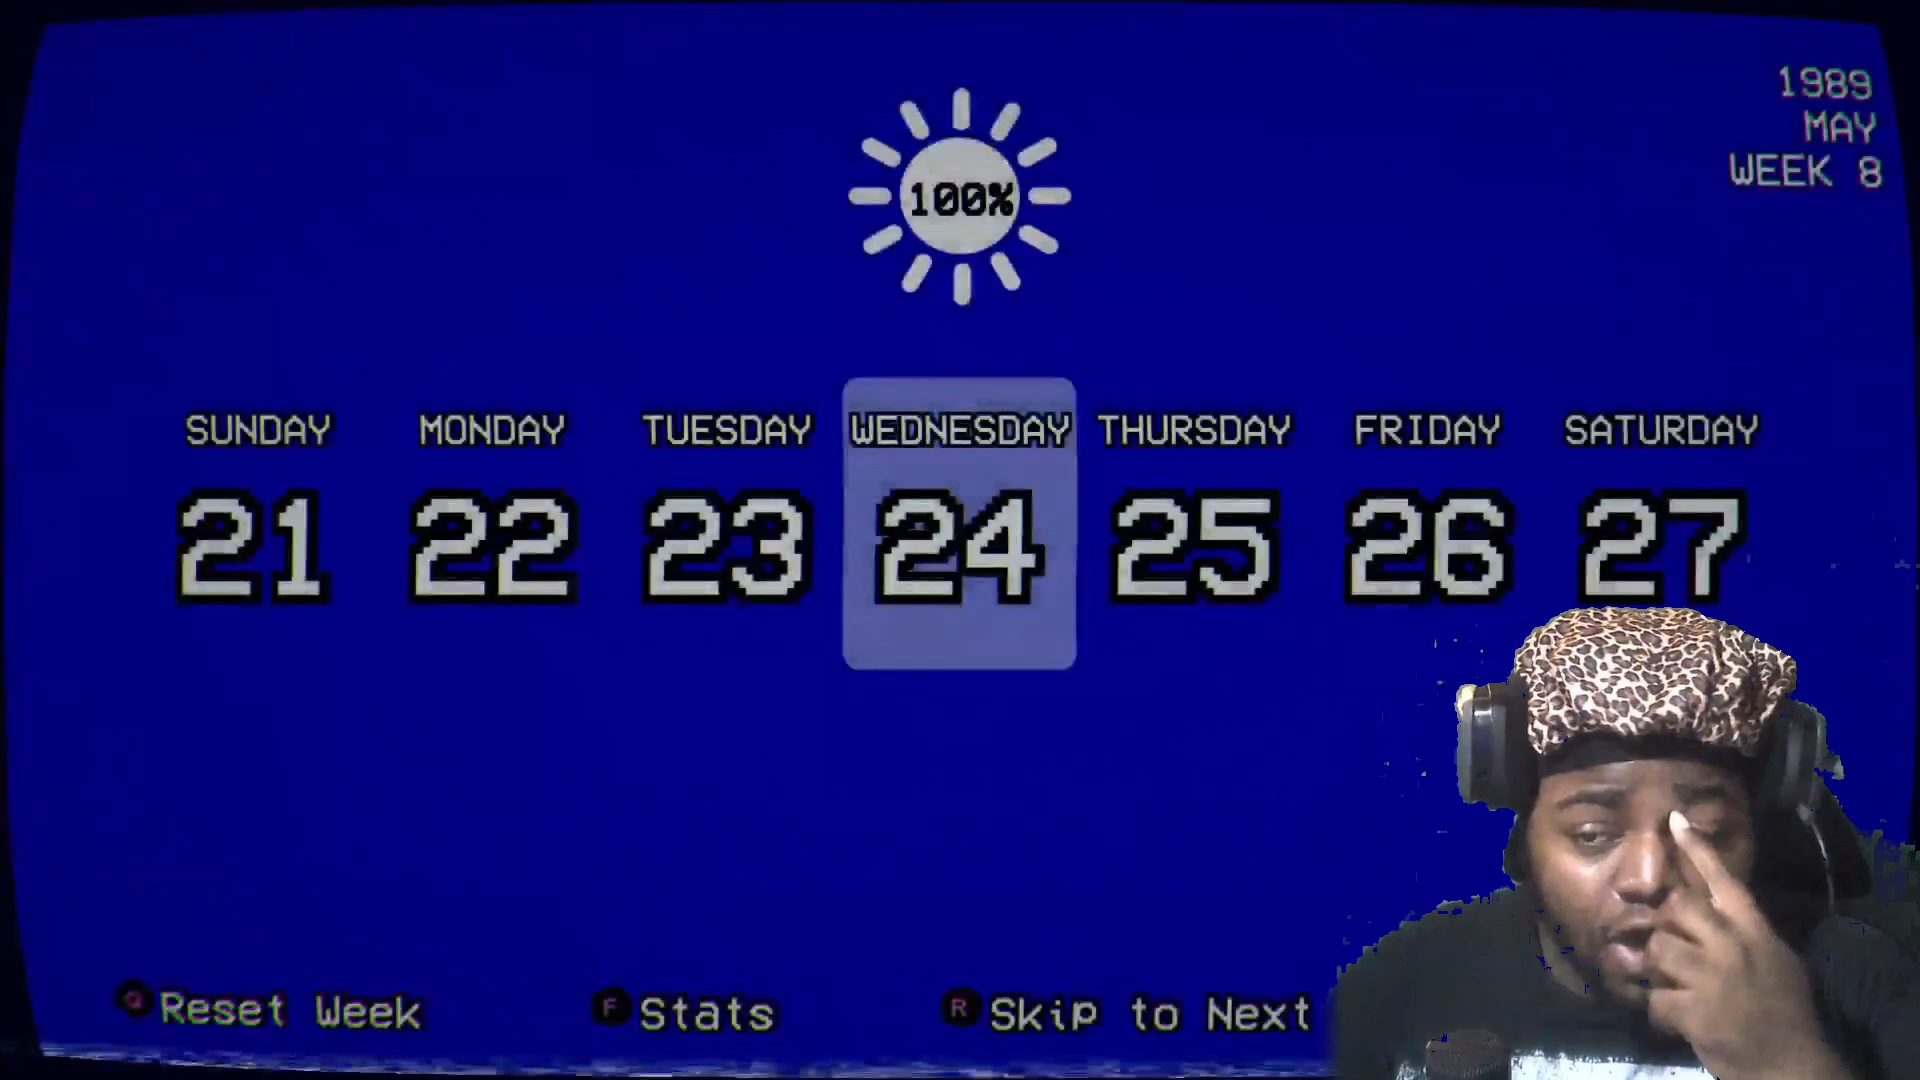 1989
MAY
WEEK 8
100%
SUNDAY MONDAY TUESDAY WEDNESDAY THURSDAY FRIDAY SATURDAY
21 22 23 24 25 26 27
Q Reset Week F Stats R Skip to Next